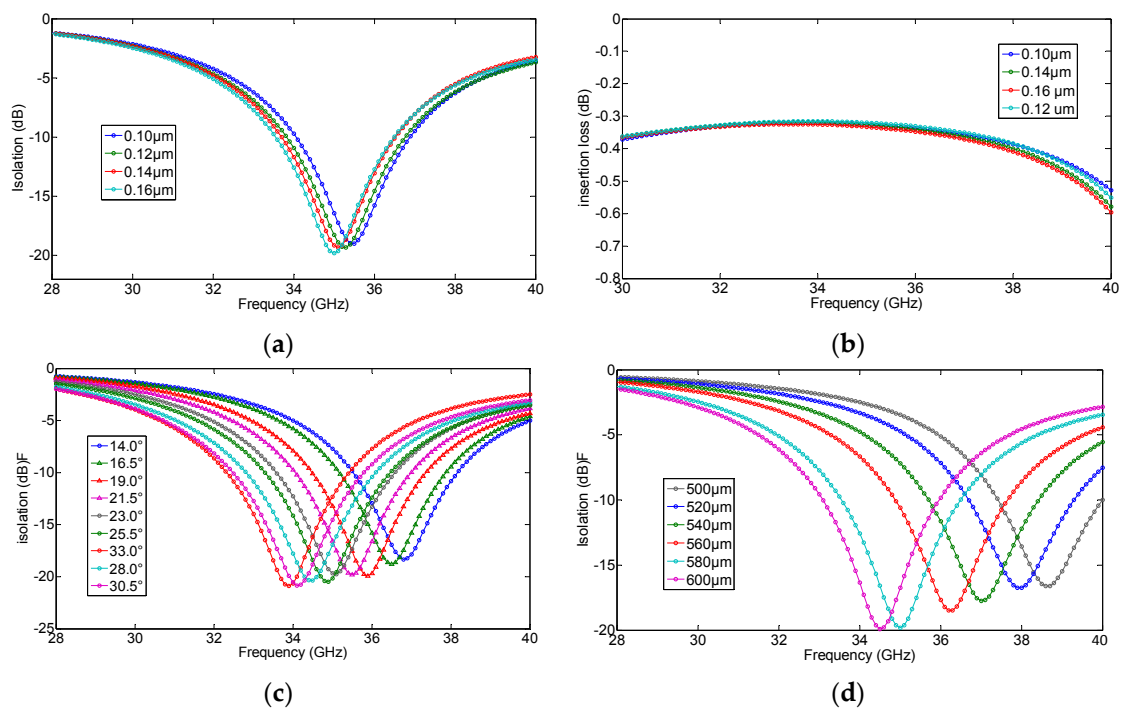 0
-5
-10
-15
-20
Isolation (dB)
0.10μm
0.12μm
0.14μm
0.16μm
28 30 32 34 36 38 40
Frequency (GHz)
(a)
0
-0.1
-0.2
-0.3
-0.4
-0.5
-0.6
-0.7
-0.8
insertion loss (dB)
0.10μm
0.14μm
0.16 μm
0.12 um
30 32 34 36 38 40
Frequency (GHz)
(b)
0
-5
-10
-15
-20
-25
isolation (dB)F
14.0°
16.5°
19.0°
21.5°
23.0°
25.5°
33.0°
28.0°
30.5°
28 30 32 34 36 38 40
Frequency (GHz)
(c)
0
-5
-10
-15
-20
Isolation (dB)F
500μm
520μm
540μm
560μm
580μm
600μm
28 30 32 34 36 38 40
Frequency (GHz)
(d)